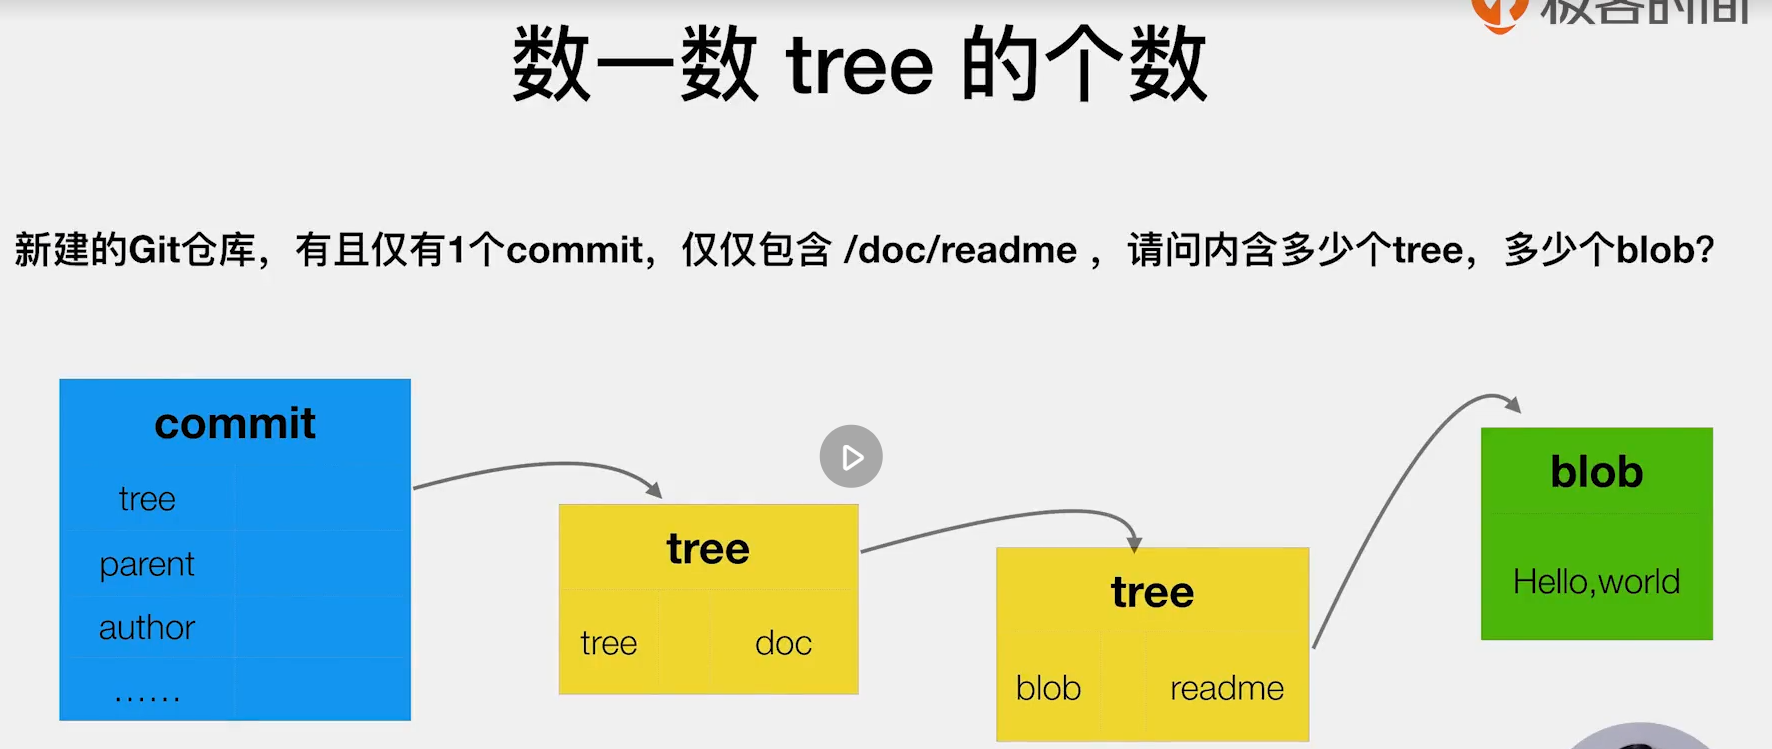 极客时间
数一数 tree 的个数
新建的Git仓库，有且仅有1个commit，仅仅包含 /doc/readme ，请问内含多少个tree，多少个blob？
commit
tree
parent
author
……
tree
tree doc
tree
blob readme
blob
Hello,world